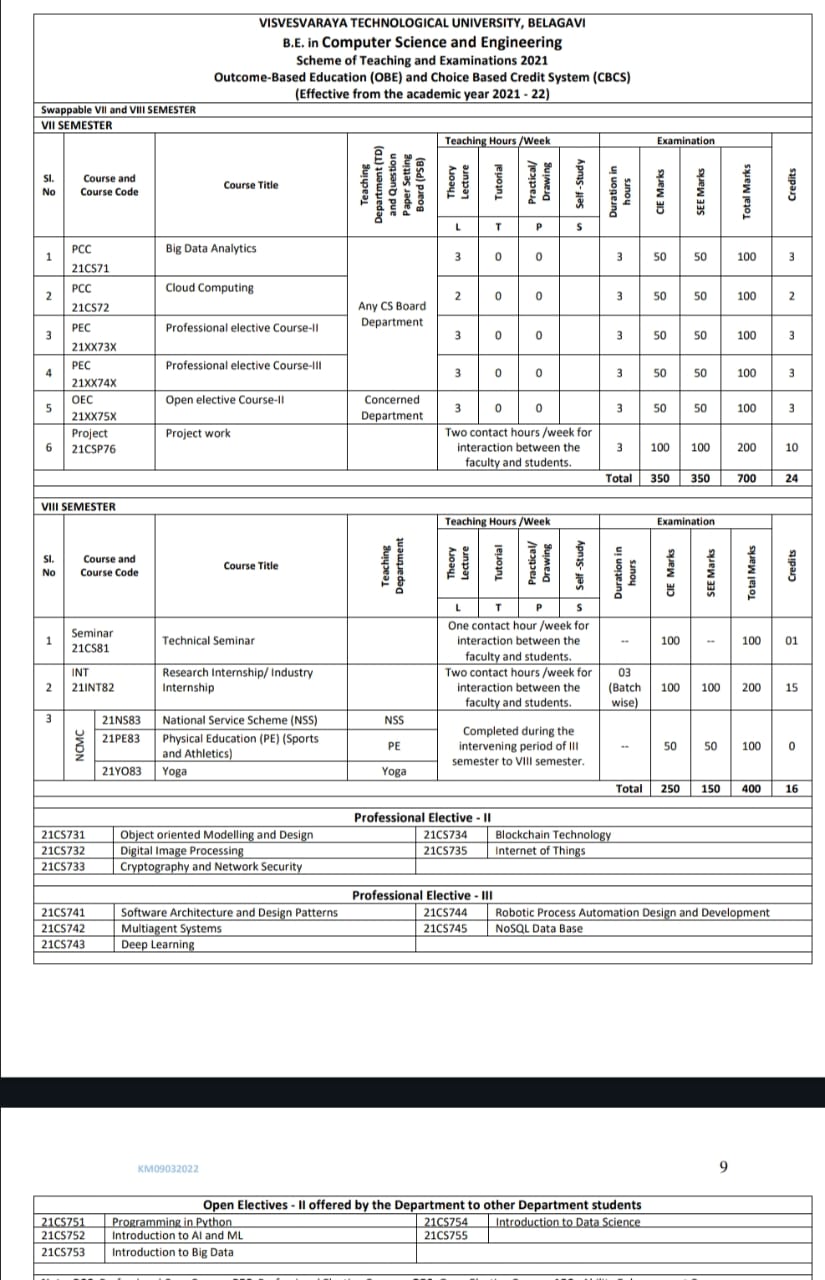 VISVESVARAYA TECHNOLOGICAL UNIVERSITY, BELAGAVI
B.E. in Computer Science and Engineering
Scheme of Teaching and Examinations 2021
Outcome-Based Education (OBE) and Choice Based Credit System (CBCS)
(Effective from the academic year 2021 - 22)
Swappable VII and VIII SEMESTER
VII SEMESTER
Sl. No
Course and Course Code
Course Title
Teaching Department (TD) and Question Paper Setting Board (PSB)
Teaching Hours /Week
Theory Lecture
Tutorial
Practical/ Drawing
Self -Study
L T P S
Examination
Duration in hours
CIE Marks
SEE Marks
Total Marks
Credits
1 PCC 21CS71 Big Data Analytics 3 0 0 3 50 50 100 3
2 PCC 21CS72 Cloud Computing 2 0 0 3 50 50 100 2
Any CS Board Department
3 PEC 21XX73X Professional elective Course-II 3 0 0 3 50 50 100 3
4 PEC 21XX74X Professional elective Course-III 3 0 0 3 50 50 100 3
5 OEC 21XX75X Open elective Course-II Concerned Department 3 0 0 3 50 50 100 3
6 Project 21CSP76 Project work Two contact hours /week for interaction between the faculty and students. 3 100 100 200 10
Total 350 350 700 24
VIII SEMESTER
Sl. No
Course and Course Code
Course Title
Teaching Department
Teaching Hours /Week
Theory Lecture
Tutorial
Practical/ Drawing
Self -Study
L T P S
Examination
Duration in hours
CIE Marks
SEE Marks
Total Marks
Credits
1 Seminar 21CS81 Technical Seminar One contact hour /week for interaction between the faculty and students. -- 100 -- 100 01
2 INT 21INT82 Research Internship/ Industry Internship Two contact hours /week for interaction between the faculty and students. 03 (Batch wise) 100 100 200 15
3 NCMC
21NS83 National Service Scheme (NSS) NSS
21PE83 Physical Education (PE) (Sports and Athletics) PE
21YO83 Yoga Yoga
Completed during the intervening period of III semester to VIII semester. -- 50 50 100 0
Total 250 150 400 16
Professional Elective - II
21CS731 Object oriented Modelling and Design 21CS734 Blockchain Technology
21CS732 Digital Image Processing 21CS735 Internet of Things
21CS733 Cryptography and Network Security
Professional Elective - III
21CS741 Software Architecture and Design Patterns 21CS744 Robotic Process Automation Design and Development
21CS742 Multiagent Systems 21CS745 NoSQL Data Base
21CS743 Deep Learning
KM09032022 9
Open Electives - II offered by the Department to other Department students
21CS751 Programming in Python 21CS754 Introduction to Data Science
21CS752 Introduction to AI and ML 21CS755
21CS753 Introduction to Big Data